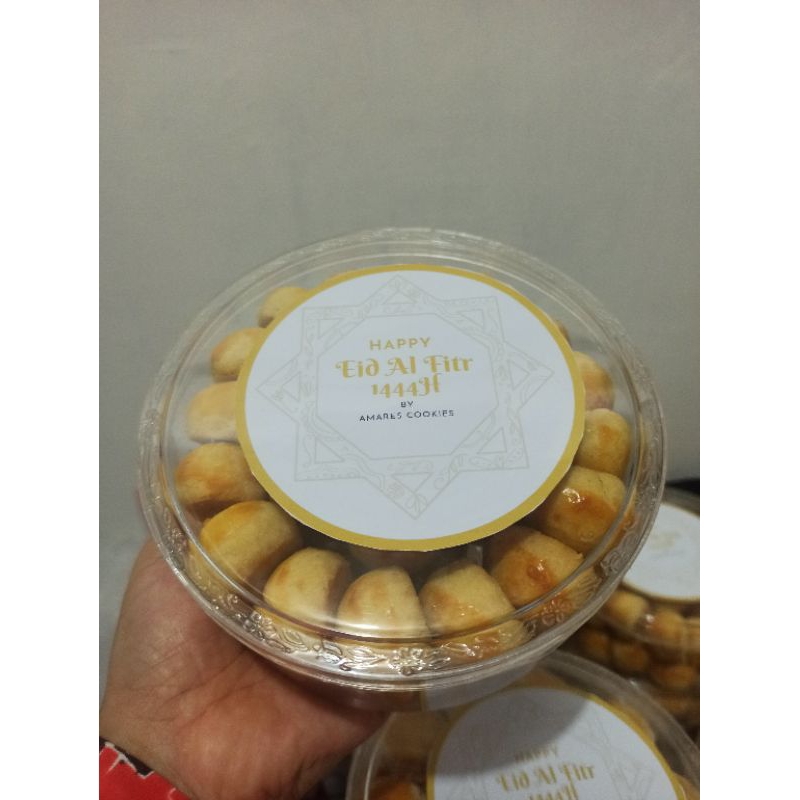 HAPPY
Eid Al Fitr
1444H
BY
AMARES COOKIES
HAPPY
Eid Al Fitr
1444H